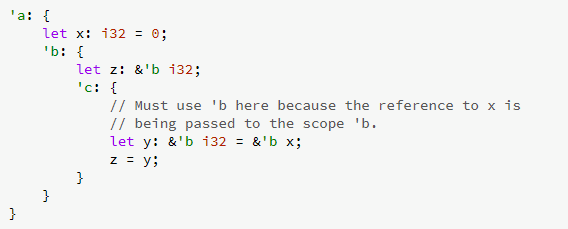 'a: {
    let x: i32 = 0;
    'b: {
        let z: &'b i32;
        'c: {
            // Must use 'b here because the reference to x is
            // being passed to the scope 'b.
            let y: &'b i32 = &'b x;
            z = y;
        }
    }
}